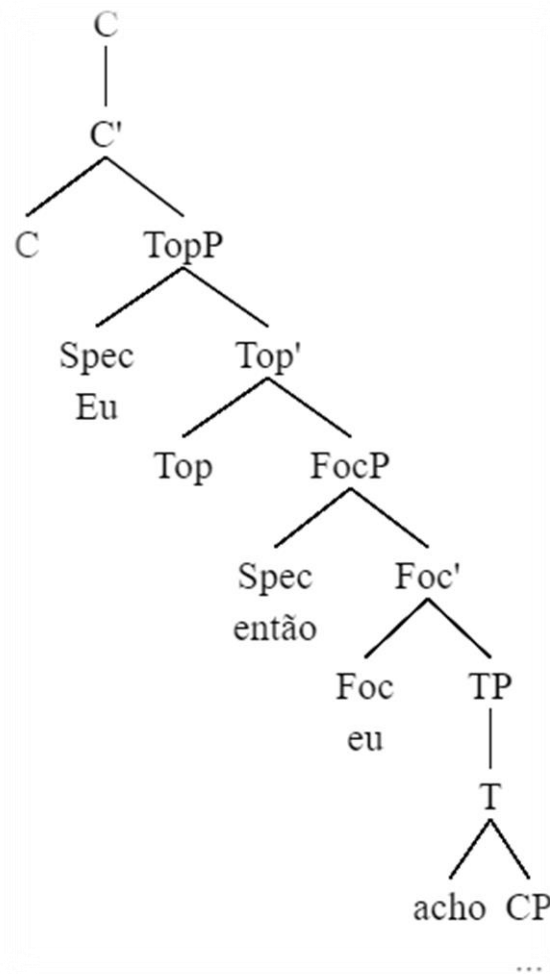 C
C'
C TopP
Spec Top'
Eu
Top FocP
Spec Foc'
então
Foc TP
eu
T
acho CP
...